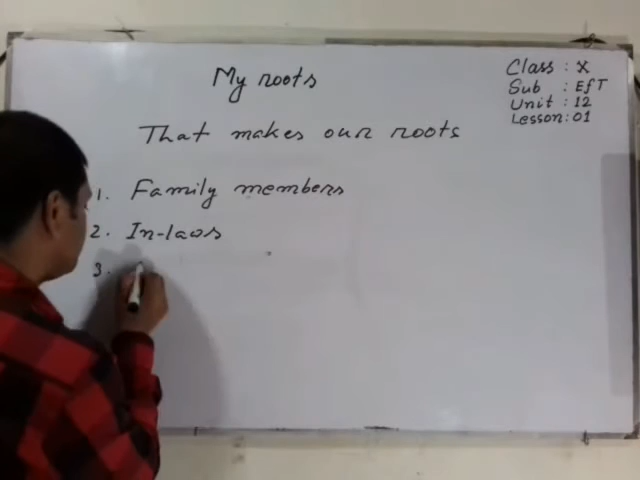 My roots
Class : X
Sub : EfT
Unit : 12
Lesson: 01
That makes our roots
1. Family members
2. In-laws
3.